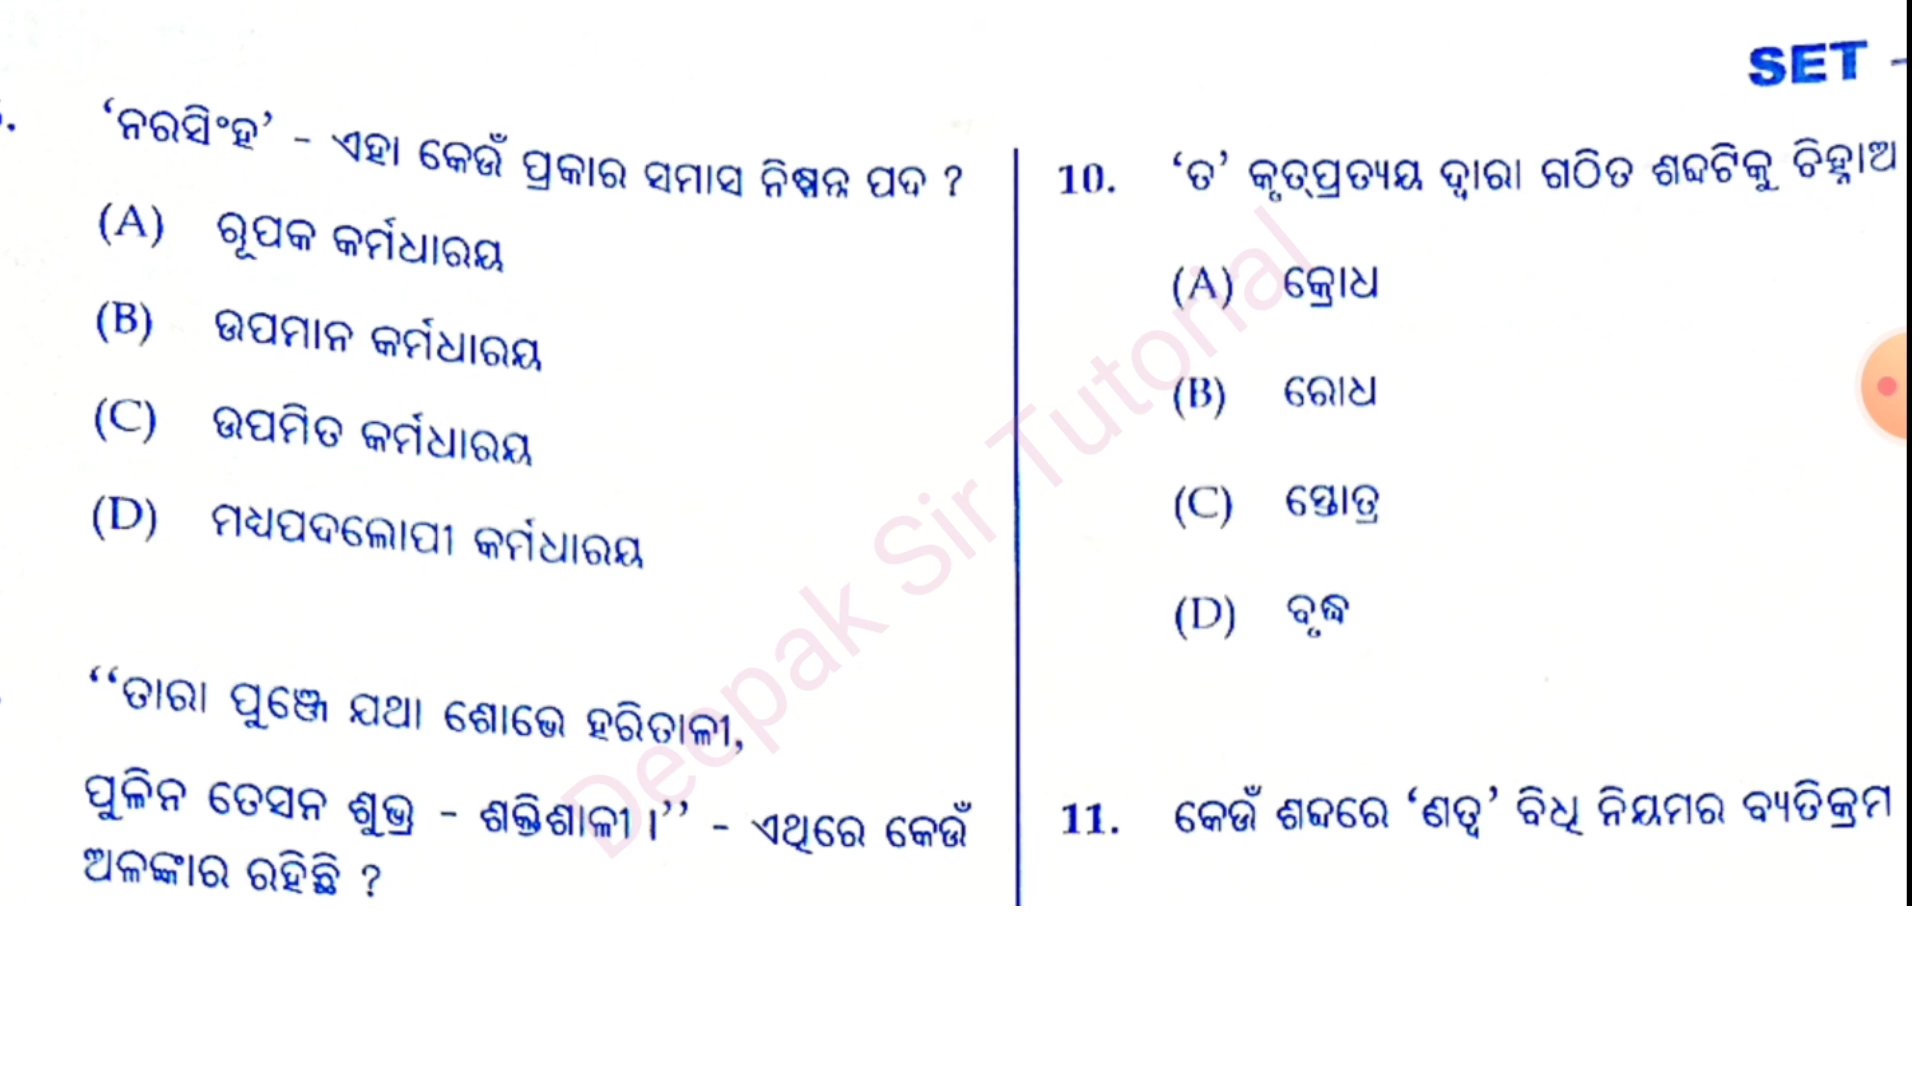 SET -
'ନରସିଂହ' - ଏହା କେଉଁ ପ୍ରକାର ସମାସ ନିଷ୍ପନ୍ନ ପଦ ?
(A) ରୂପକ କର୍ମଧାରୟ
(B) ଉପମାନ କର୍ମଧାରୟ
(C) ଉପମିତ କର୍ମଧାରୟ
(D) ମଧ୍ୟପଦଲୋପୀ କର୍ମଧାରୟ
‘‘ତାରା ପୁଞ୍ଜେ ଯଥା ଶୋଭେ ହରିତାଳୀ,
ପୁଳିନ ତେସନ ଶୁଭ୍ର - ଶକ୍ତିଶାଳୀ।’’ - ଏଥିରେ କେଉଁ
ଅଳଙ୍କାର ରହିଛି ?
10. ‘ତ’ କୃତ୍‌ପ୍ରତ୍ୟୟ ଦ୍ୱାରା ଗଠିତ ଶବ୍ଦଟିକୁ ଚିହ୍ନାଅ
(A) କ୍ରୋଧ
(B) ରୋଧ
(C) ସ୍ତୋତ୍ର
(D) ବୃଦ୍ଧ
11. କେଉଁ ଶବ୍ଦରେ ‘ଣତ୍ୱ’ ବିଧି ନିୟମର ବ୍ୟତିକ୍ରମ
Deepak Sir Tutorial